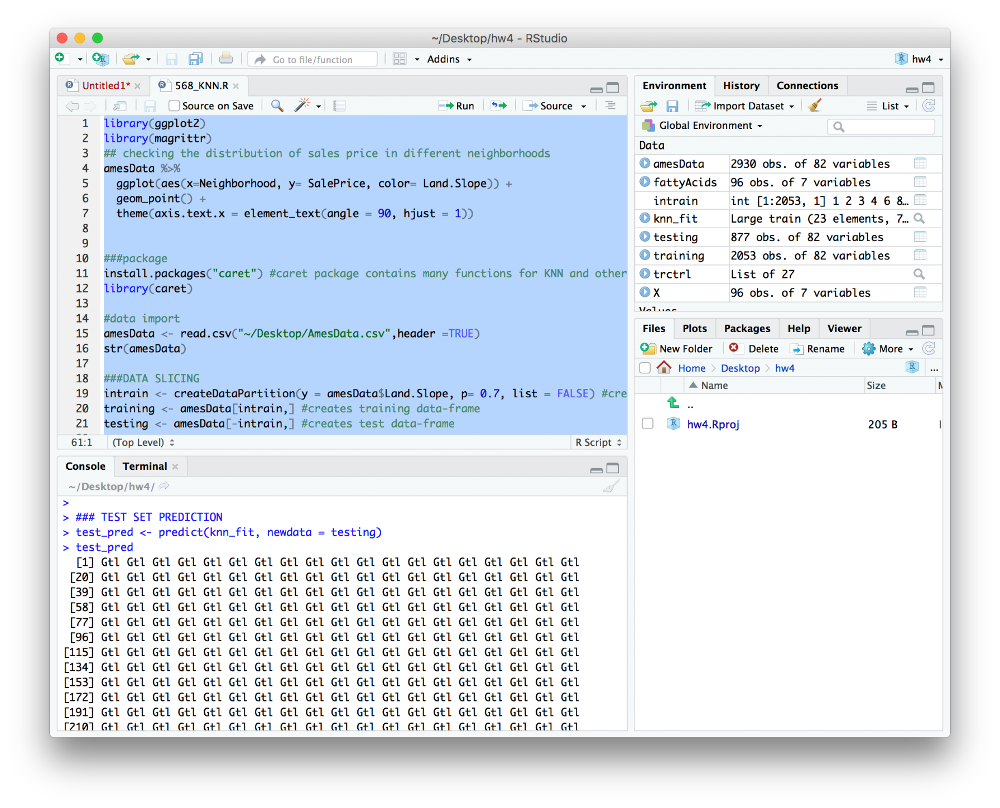 ~/Desktop/hw4 - RStudio
Go to file/function
Addins
hw4
Untitled1*
568_KNN.R
Source on Save
Run
Source
1 library(ggplot2)
2 library(magrittr)
3 ## checking the distribution of sales price in different neighborhoods
4 amesData %>%
5   ggplot(aes(x=Neighborhood, y= SalePrice, color= Land.Slope)) +
6   geom_point() +
7   theme(axis.text.x = element_text(angle = 90, hjust = 1))
8
9
10 ###package
11 install.packages("caret") #caret package contains many functions for KNN and other
12 library(caret)
13
14 #data import
15 amesData <- read.csv("~/Desktop/AmesData.csv",header =TRUE)
16 str(amesData)
17
18 ###DATA SLICING
19 intrain <- createDataPartition(y = amesData$Land.Slope, p= 0.7, list = FALSE) #cre
20 training <- amesData[intrain,] #creates training data-frame
21 testing <- amesData[-intrain,] #creates test data-frame
61:1 (Top Level) R Script
Console Terminal
~/Desktop/hw4/
>
> ### TEST SET PREDICTION
> test_pred <- predict(knn_fit, newdata = testing)
> test_pred
[1] Gtl Gtl Gtl Gtl Gtl Gtl Gtl Gtl Gtl Gtl Gtl Gtl Gtl Gtl Gtl Gtl Gtl Gtl Gtl
[20] Gtl Gtl Gtl Gtl Gtl Gtl Gtl Gtl Gtl Gtl Gtl Gtl Gtl Gtl Gtl Gtl Gtl Gtl Gtl
[39] Gtl Gtl Gtl Gtl Gtl Gtl Gtl Gtl Gtl Gtl Gtl Gtl Gtl Gtl Gtl Gtl Gtl Gtl Gtl
[58] Gtl Gtl Gtl Gtl Gtl Gtl Gtl Gtl Gtl Gtl Gtl Gtl Gtl Gtl Gtl Gtl Gtl Gtl Gtl
[77] Gtl Gtl Gtl Gtl Gtl Gtl Gtl Gtl Gtl Gtl Gtl Gtl Gtl Gtl Gtl Gtl Gtl Gtl Gtl
[96] Gtl Gtl Gtl Gtl Gtl Gtl Gtl Gtl Gtl Gtl Gtl Gtl Gtl Gtl Gtl Gtl Gtl Gtl Gtl
[115] Gtl Gtl Gtl Gtl Gtl Gtl Gtl Gtl Gtl Gtl Gtl Gtl Gtl Gtl Gtl Gtl Gtl Gtl Gtl
[134] Gtl Gtl Gtl Gtl Gtl Gtl Gtl Gtl Gtl Gtl Gtl Gtl Gtl Gtl Gtl Gtl Gtl Gtl Gtl
[153] Gtl Gtl Gtl Gtl Gtl Gtl Gtl Gtl Gtl Gtl Gtl Gtl Gtl Gtl Gtl Gtl Gtl Gtl Gtl
[172] Gtl Gtl Gtl Gtl Gtl Gtl Gtl Gtl Gtl Gtl Gtl Gtl Gtl Gtl Gtl Gtl Gtl Gtl Gtl
[191] Gtl Gtl Gtl Gtl Gtl Gtl Gtl Gtl Gtl Gtl Gtl Gtl Gtl Gtl Gtl Gtl Gtl Gtl Gtl
[210] Gtl Gtl Gtl Gtl Gtl Gtl Gtl Gtl Gtl Gtl Gtl Gtl Gtl Gtl Gtl Gtl Gtl Gtl Gtl
Environment History Connections
Import Dataset List
Global Environment
Data
amesData 2930 obs. of 82 variables
fattyAcids 96 obs. of 7 variables
intrain int [1:2053, 1] 1 2 3 4 6 8…
knn_fit Large train (23 elements, 7…
testing 877 obs. of 82 variables
training 2053 obs. of 82 variables
trctrl List of 27
X 96 obs. of 7 variables
Values
Files Plots Packages Help Viewer
New Folder Delete Rename More
Home Desktop hw4 ...
Name Size
..
hw4.Rproj 205 B